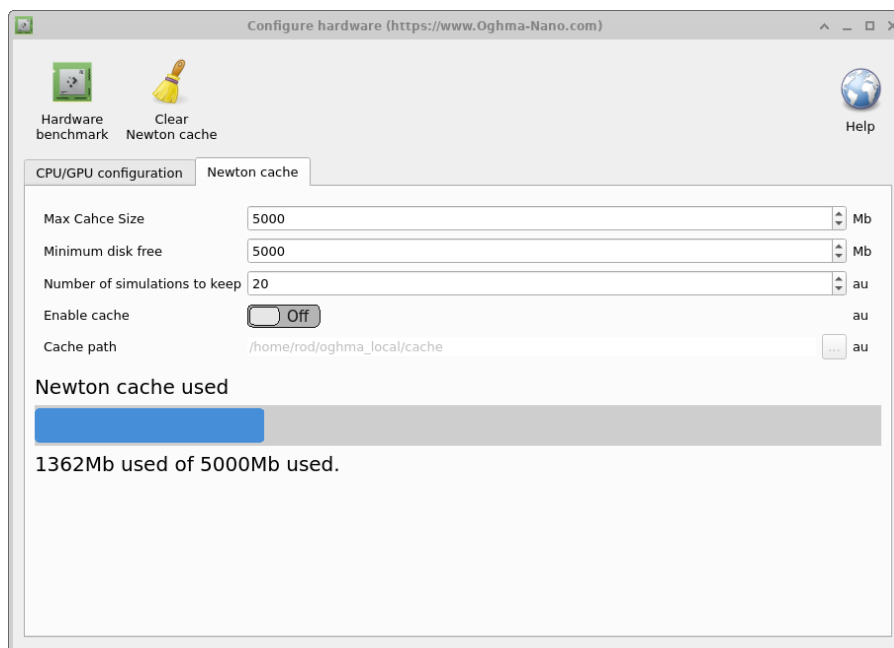 Configure hardware (https://www.Oghma-Nano.com)
Hardware
benchmark
Clear
Newton cache
Help
CPU/GPU configuration
Newton cache
Max Cahce Size 5000 Mb
Minimum disk free 5000 Mb
Number of simulations to keep 20 au
Enable cache Off au
Cache path /home/rod/oghma_local/cache ... au
Newton cache used
1362Mb used of 5000Mb used.